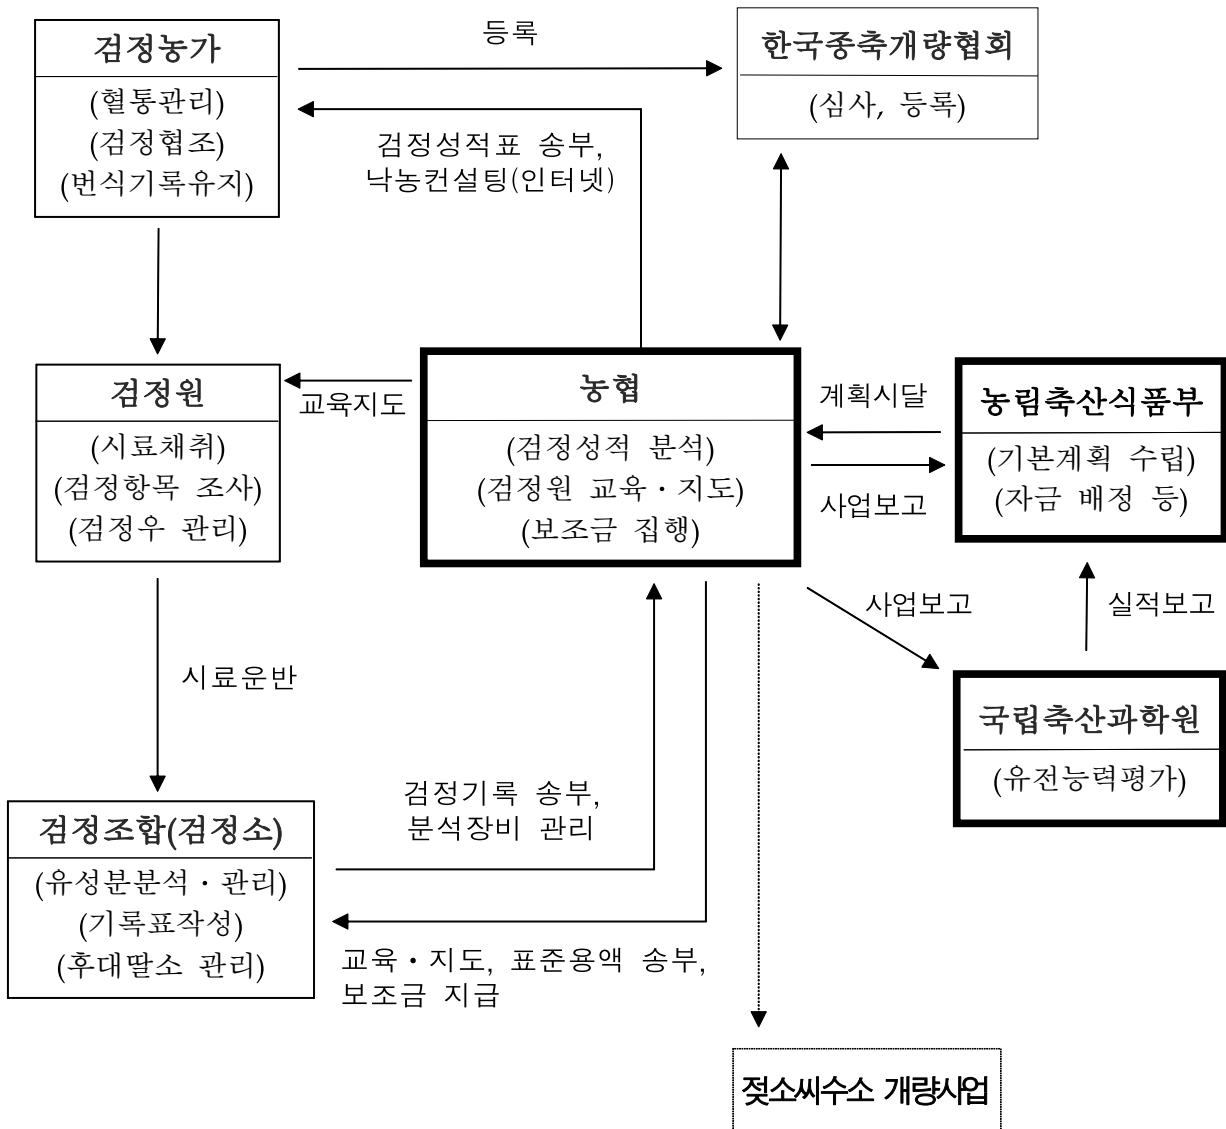 검정농가
(혈통관리)
(검정협조)
(번식기록유지)
등록
한국종축개량협회
(심사, 등록)
검정성적표 송부,
낙농컨설팅(인터넷)
검정원
(시료채취)
(검정항목 조사)
(검정우 관리)
교육지도
농협
(검정성적 분석)
(검정원 교육·지도)
(보조금 집행)
계획시달
사업보고
농림축산식품부
(기본계획 수립)
(자금 배정 등)
사업보고
실적보고
국립축산과학원
(유전능력평가)
시료운반
검정조합(검정소)
(유성분분석·관리)
(기록표작성)
(후대딸소 관리)
검정기록 송부,
분석장비 관리
교육·지도, 표준용액 송부,
보조금 지급
젖소씨수소 개량사업